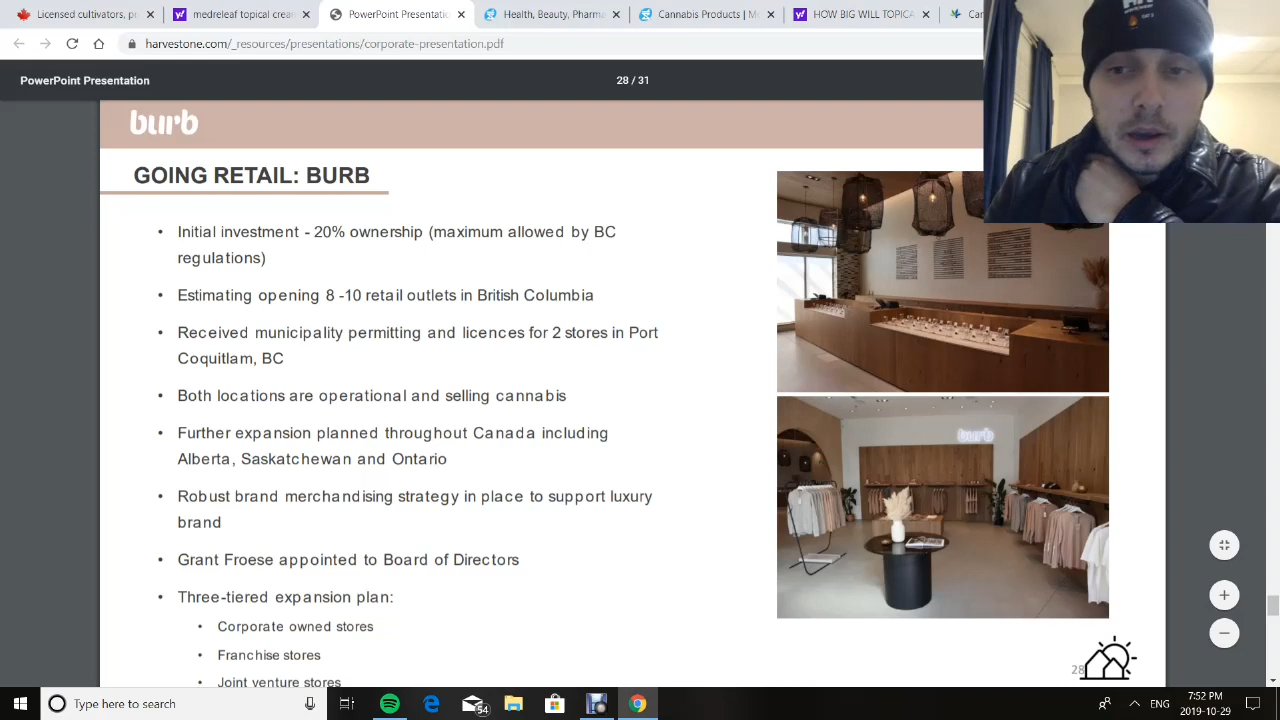 Licensed cultivators, pr
medreleaf topical crea
PowerPoint Presentatic
Health, Beauty, Pharma
Cannabis Products | M
HOW BIG WILL TOPICA
Can
harvestone.com/_resources/presentations/corporate-presentation.pdf
PowerPoint Presentation
28 / 31
burb
GOING RETAIL: BURB
• Initial investment - 20% ownership (maximum allowed by BC
regulations)
• Estimating opening 8 -10 retail outlets in British Columbia
• Received municipality permitting and licences for 2 stores in Port
Coquitlam, BC
• Both locations are operational and selling cannabis
• Further expansion planned throughout Canada including
Alberta, Saskatchewan and Ontario
• Robust brand merchandising strategy in place to support luxury
brand
• Grant Froese appointed to Board of Directors
• Three-tiered expansion plan:
• Corporate owned stores
• Franchise stores
• Joint venture stores
burb
28
Type here to search
54
ENG
7:52 PM
2019-10-29